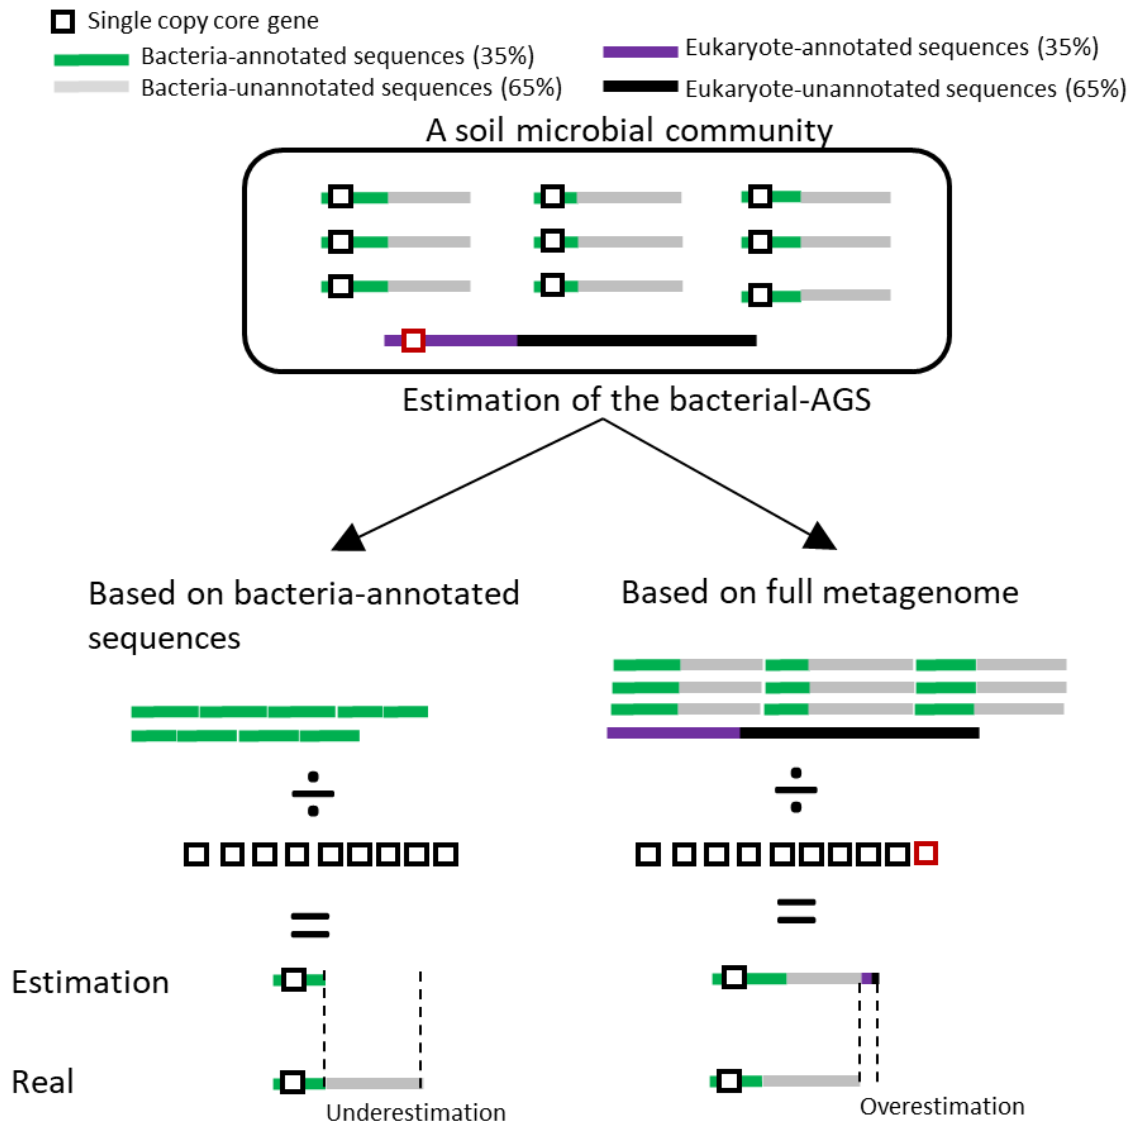 Single copy core gene
Bacteria-annotated sequences (35%)
Eukaryote-annotated sequences (35%)
Bacteria-unannotated sequences (65%)
Eukaryote-unannotated sequences (65%)
A soil microbial community
Estimation of the bacterial-AGS
Based on bacteria-annotated
sequences
Based on full metagenome
÷
÷
=
=
Estimation
Real
Underestimation
Overestimation